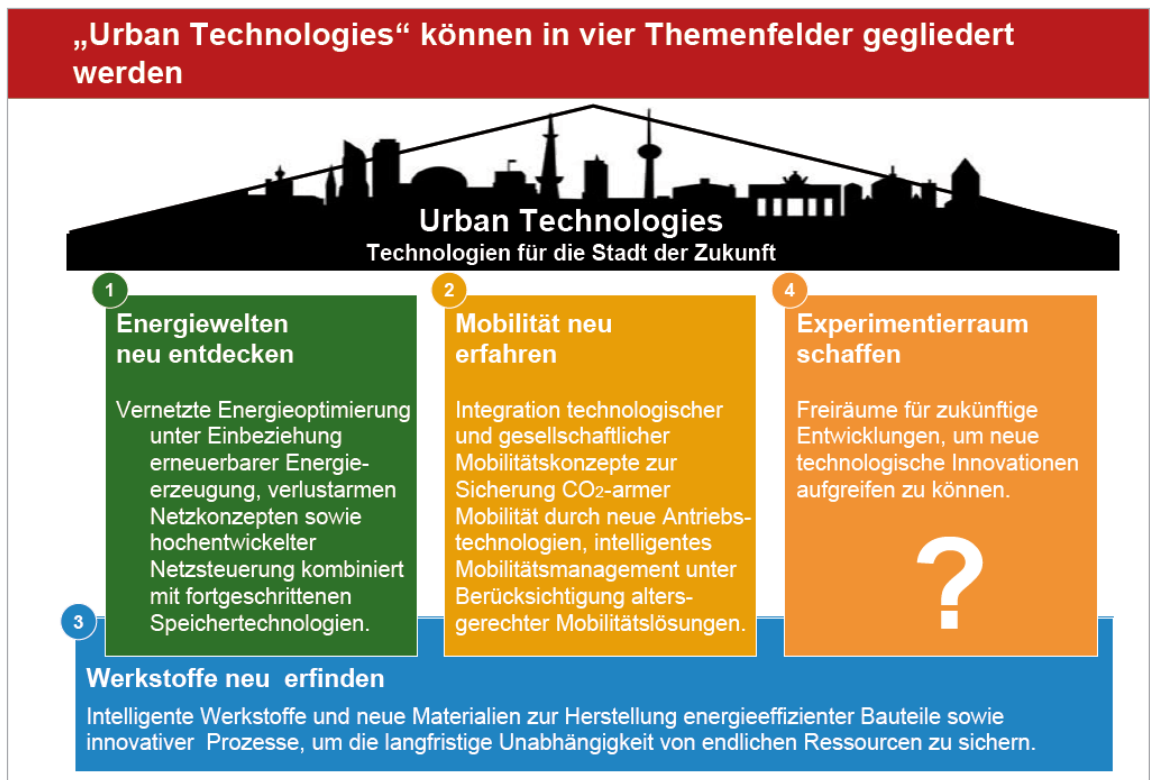 „Urban Technologies“ können in vier Themenfelder gegliedert
werden
Urban Technologies
Technologien für die Stadt der Zukunft
1
Energiewelten
neu entdecken
Vernetzte Energieoptimierung
unter Einbeziehung
erneuerbarer Energie-
erzeugung, verlustarmen
Netzkonzepten sowie
hochentwickelter
Netzsteuerung kombiniert
mit fortgeschrittenen
Speichertechnologien.
2
Mobilität neu
erfahren
Integration technologischer
und gesellschaftlicher
Mobilitätskonzepte zur
Sicherung CO₂-armer
Mobilität durch neue Antriebs-
technologien, intelligentes
Mobilitätsmanagement unter
Berücksichtigung alters-
gerechter Mobilitätslösungen.
4
Experimentierraum
schaffen
Freiräume für zukünftige
Entwicklungen, um neue
technologische Innovationen
aufgreifen zu können.
?
3
Werkstoffe neu erfinden
Intelligente Werkstoffe und neue Materialien zur Herstellung energieeffizienter Bauteile sowie
innovativer Prozesse, um die langfristige Unabhängigkeit von endlichen Ressourcen zu sichern.